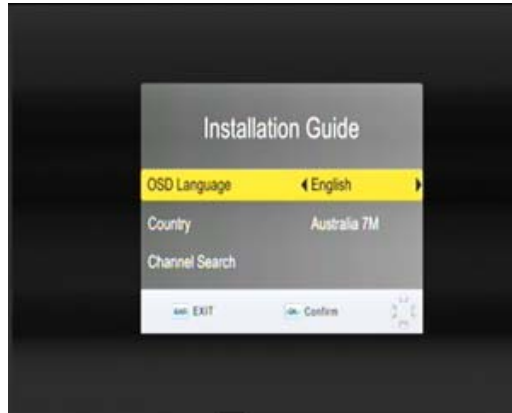 Installation Guide
OSD Language English
Country Australia 7M
Channel Search
EXIT Confirm